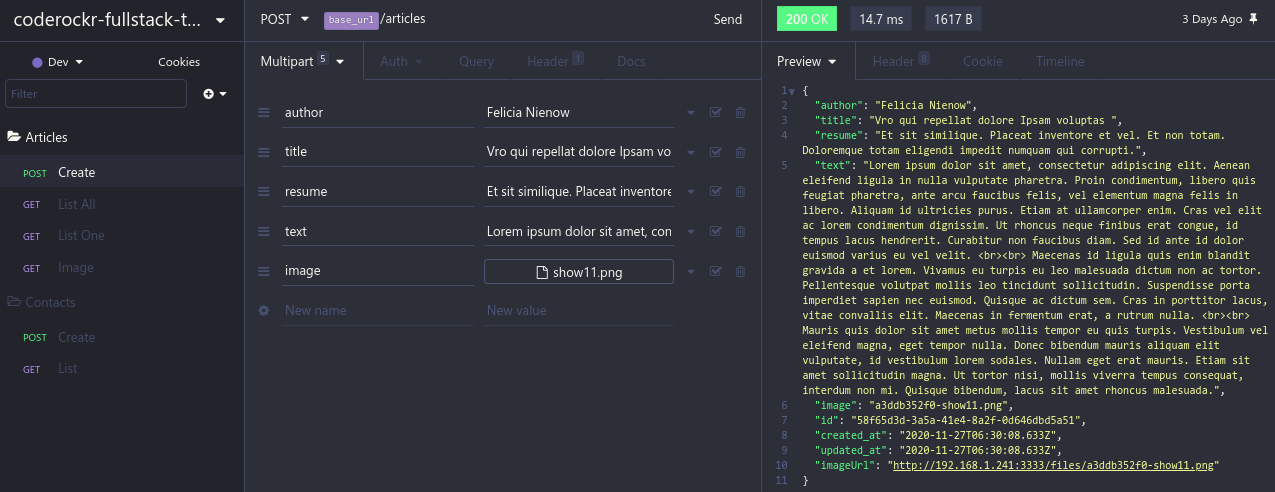 coderockr-fullstack-t...
Dev
Cookies
Filter
Articles
POST Create
GET List All
GET List One
GET Image
Contacts
POST Create
GET List
POST base_url/articles Send
Multipart 5 Auth Query Header 1 Docs
author Felicia Nienow
title Vro qui repellat dolore Ipsam vo
resume Et sit similique. Placeat inventore
text Lorem ipsum dolor sit amet, con
image show11.png
New name New value
200 OK 14.7 ms 1617 B 3 Days Ago
Preview Header 8 Cookie Timeline
1 {
2 "author": "Felicia Nienow",
3 "title": "Vro qui repellat dolore Ipsam voluptas ",
4 "resume": "Et sit similique. Placeat inventore et vel. Et non totam.
Doloremque totam eligendi impedit numquam qui corrupti.",
5 "text": "Lorem ipsum dolor sit amet, consectetur adipiscing elit. Aenean
eleifend ligula in nulla vulputate pharetra. Proin condimentum, libero quis
feugiat pharetra, ante arcu faucibus felis, vel elementum magna felis in
libero. Aliquam id ultricies purus. Etiam at ullamcorper enim. Cras vel elit
ac lorem condimentum dignissim. Ut rhoncus neque finibus erat congue, id
tempus lacus hendrerit. Curabitur non faucibus diam. Sed id ante id dolor
euismod varius eu vel velit. <br><br> Maecenas id ligula quis enim blandit
gravida a et lorem. Vivamus eu turpis eu leo malesuada dictum non ac tortor.
Pellentesque volutpat mollis leo tincidunt sollicitudin. Suspendisse porta
imperdiet sapien nec euismod. Quisque ac dictum sem. Cras in porttitor lacus,
vitae convallis elit. Maecenas in fermentum erat, a rutrum nulla. <br><br>
Mauris quis dolor sit amet metus mollis tempor eu quis turpis. Vestibulum vel
eleifend magna, eget tempor nulla. Donec bibendum mauris aliquam elit
vulputate, id vestibulum lorem sodales. Nullam eget erat mauris. Etiam sit
amet sollicitudin magna. Ut tortor nisi, mollis viverra tempus consequat,
interdum non mi. Quisque bibendum, lacus sit amet rhoncus malesuada.",
6 "image": "a3ddb352f0-show11.png",
7 "id": "58f65d3d-3a5a-41e4-8a2f-0d646dbd5a51",
8 "created_at": "2020-11-27T06:30:08.633Z",
9 "updated_at": "2020-11-27T06:30:08.633Z",
10 "imageUrl": "http://192.168.1.241:3333/files/a3ddb352f0-show11.png"
11 }